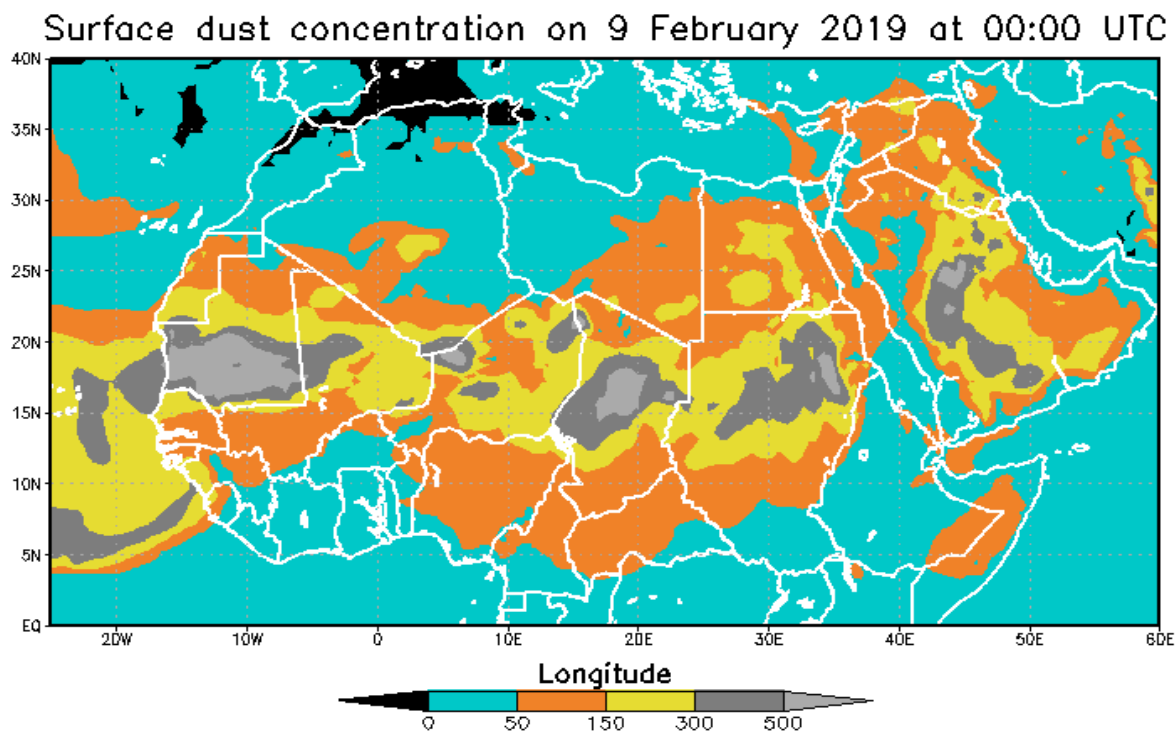 Surface dust concentration on 9 February 2019 at 00:00 UTC
40N
35N
30N
25N
20N
15N
10N
5N
EQ
20W 10W 0 10E 20E 30E 40E 50E 60E
Longitude
0 50 150 300 500